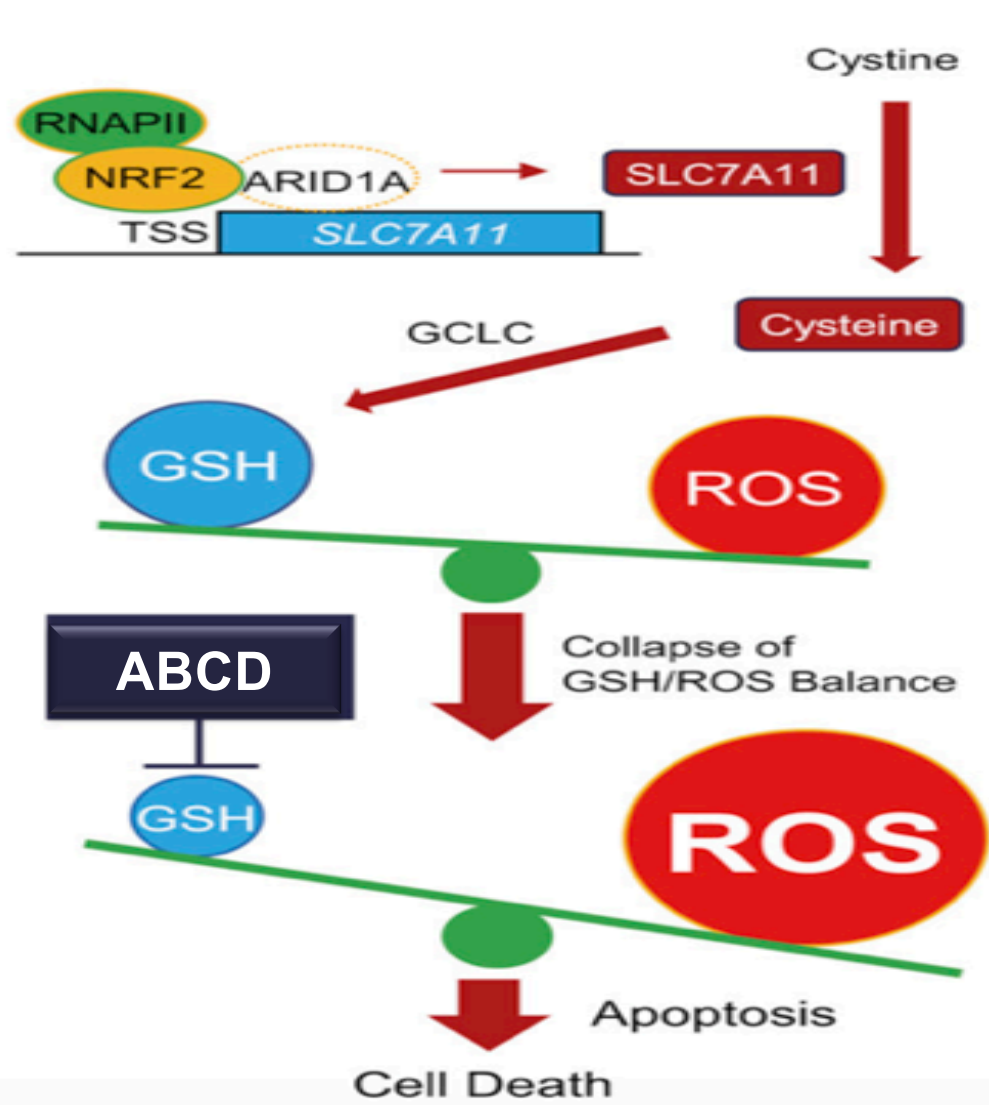 Cystine
RNAPII
NRF2
ARID1A
SLC7A11
TSS
SLC7A11
Cysteine
GCLC
GSH
ROS
ABCD
Collapse of
GSH/ROS Balance
GSH
ROS
Apoptosis
Cell Death